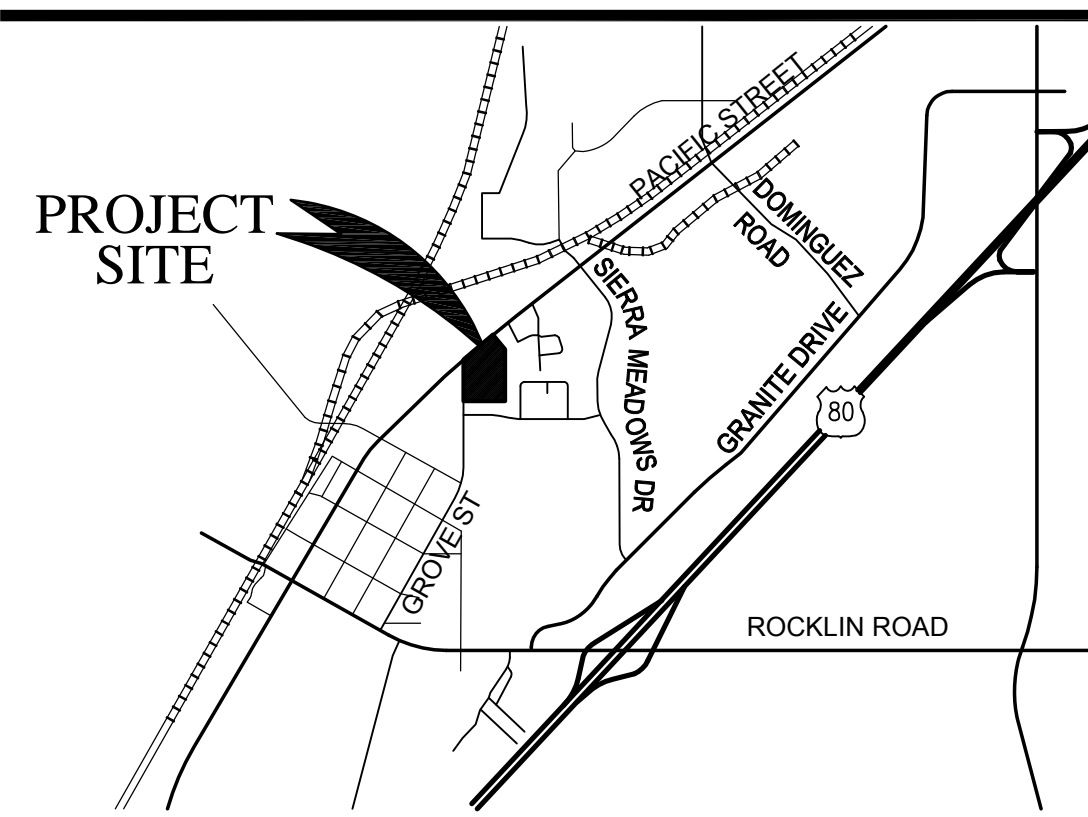 PACIFIC STREET
PROJECT
SITE
DOMINGUEZ
ROAD
SIERRA MEADOWS DR
GRANITE DRIVE
80
GROVE ST
ROCKLIN ROAD